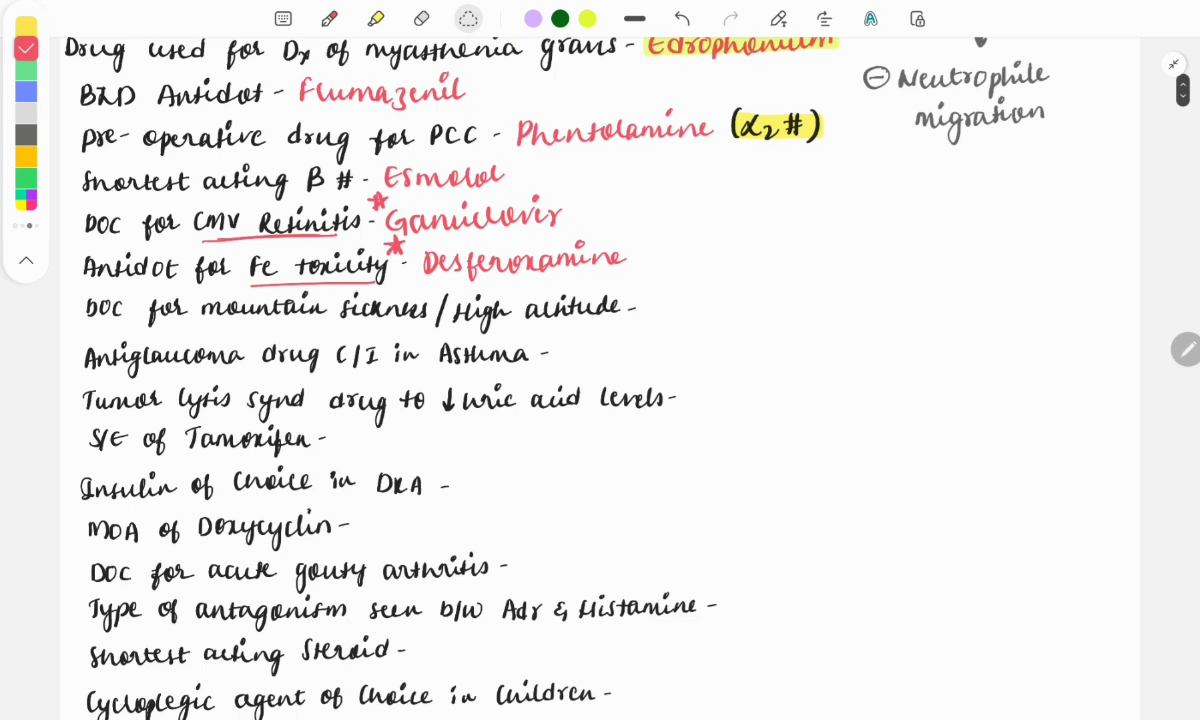 Drug used for Dx of myasthenia gravis - Edrophonium
BZD Antidot - Flumazenil
pre-operative drug for PCC - Phentolamine (α2 #)
Shortest acting β # - Esmolol
DOC for CMV Retinitis - Ganciclovir
Antidot for Fe toxicity - Desferoxamine
DOC for mountain sickness / High altitude -
Antiglaucoma drug C/I in Asthma -
Tumor lysis synd drug to ↓ uric acid levels -
S/E of Tamoxifen -
Insulin of choice in DKA -
MOA of Doxycyclin -
DOC for acute gouty arthritis -
Type of antagonism seen b/w Adr & Histamine -
Shortest acting Steroid -
Cycloplegic agent of choice in children -
⊖ Neutrophile
migration